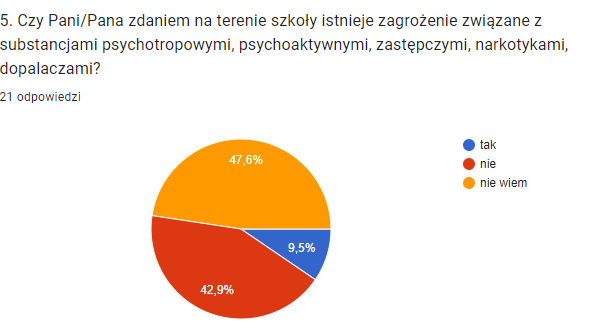 5. Czy Pani/Pana zdaniem na terenie szkoły istnieje zagrożenie związane z
substancjami psychotropowymi, psychoaktywnymi, zastępczymi, narkotykami,
dopalaczami?
21 odpowiedzi
47,6%
9,5%
42,9%
tak
nie
nie wiem